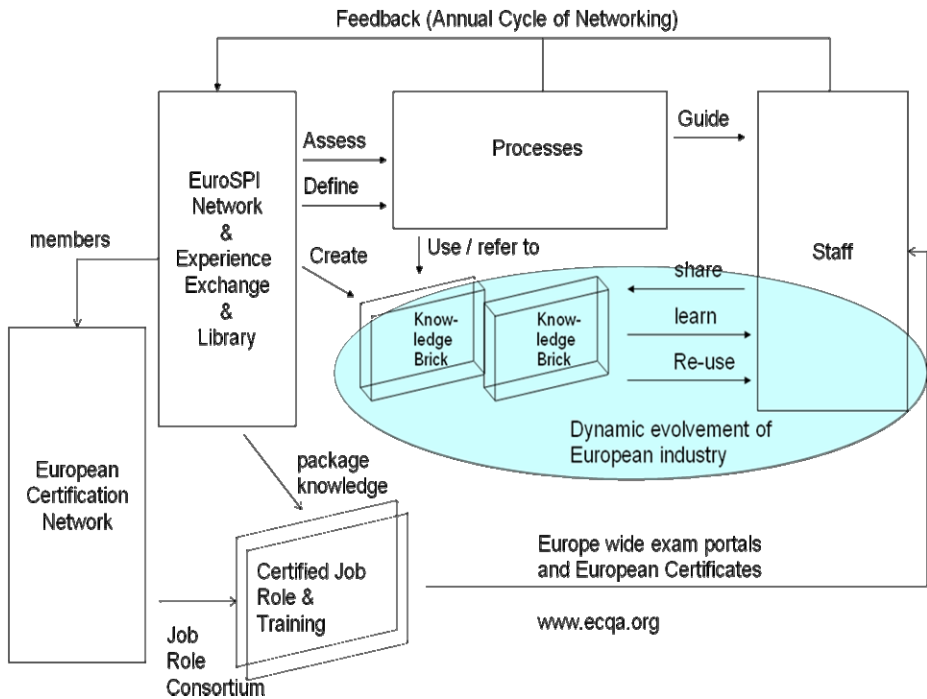 Feedback (Annual Cycle of Networking)
EuroSPI
Network
&
Experience
Exchange
&
Library
Assess
Define
Create
Processes
Guide
Staff
members
Use / refer to
Know-
ledge
Brick
Know-
ledge
Brick
share
learn
Re-use
Dynamic evolvement of
European industry
European
Certification
Network
package
knowledge
Certified Job
Role &
Training
Job
Role
Consortium
Europe wide exam portals
and European Certificates
www.ecqa.org